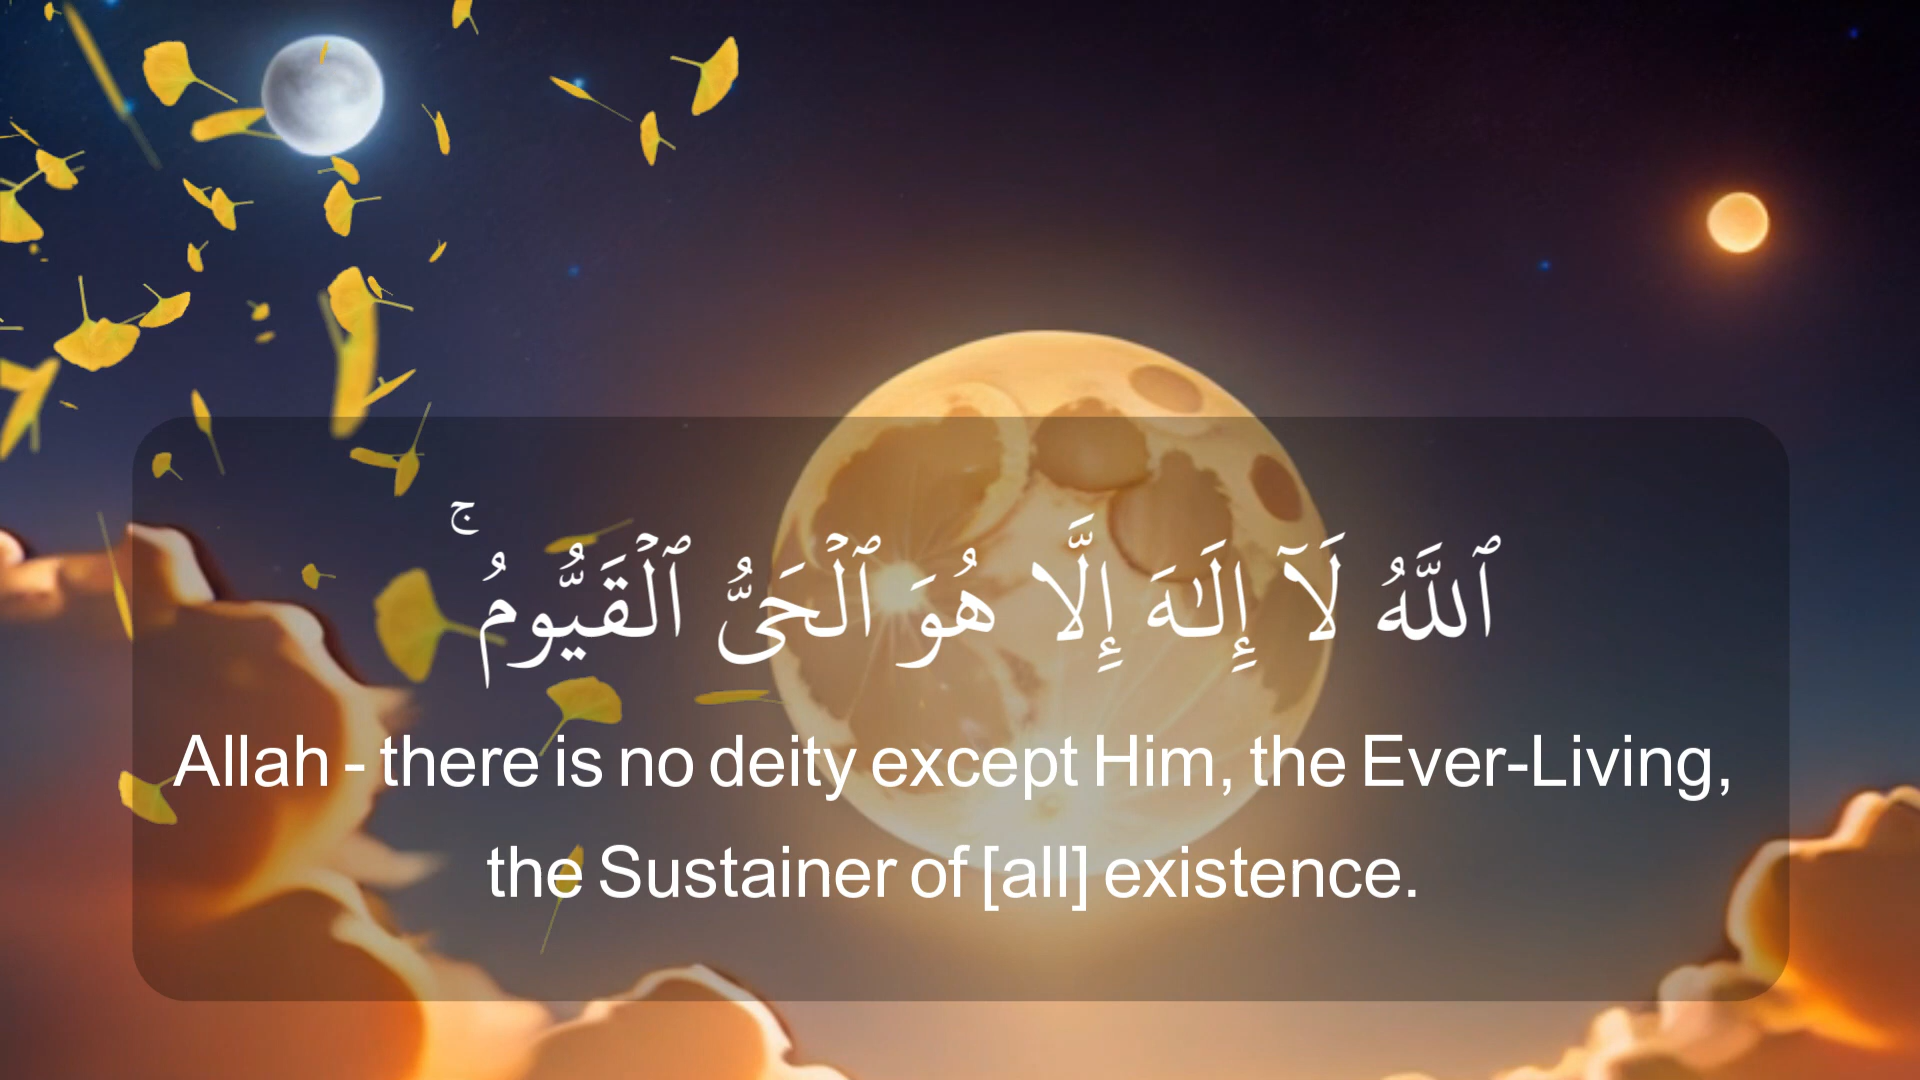 ٱللَّهُ لَآ إِلَـٰهَ إِلَّا هُوَ ٱلْحَىُّ ٱلْقَيُّومُ ۚ
Allah - there is no deity except Him, the Ever-Living,
the Sustainer of [all] existence.